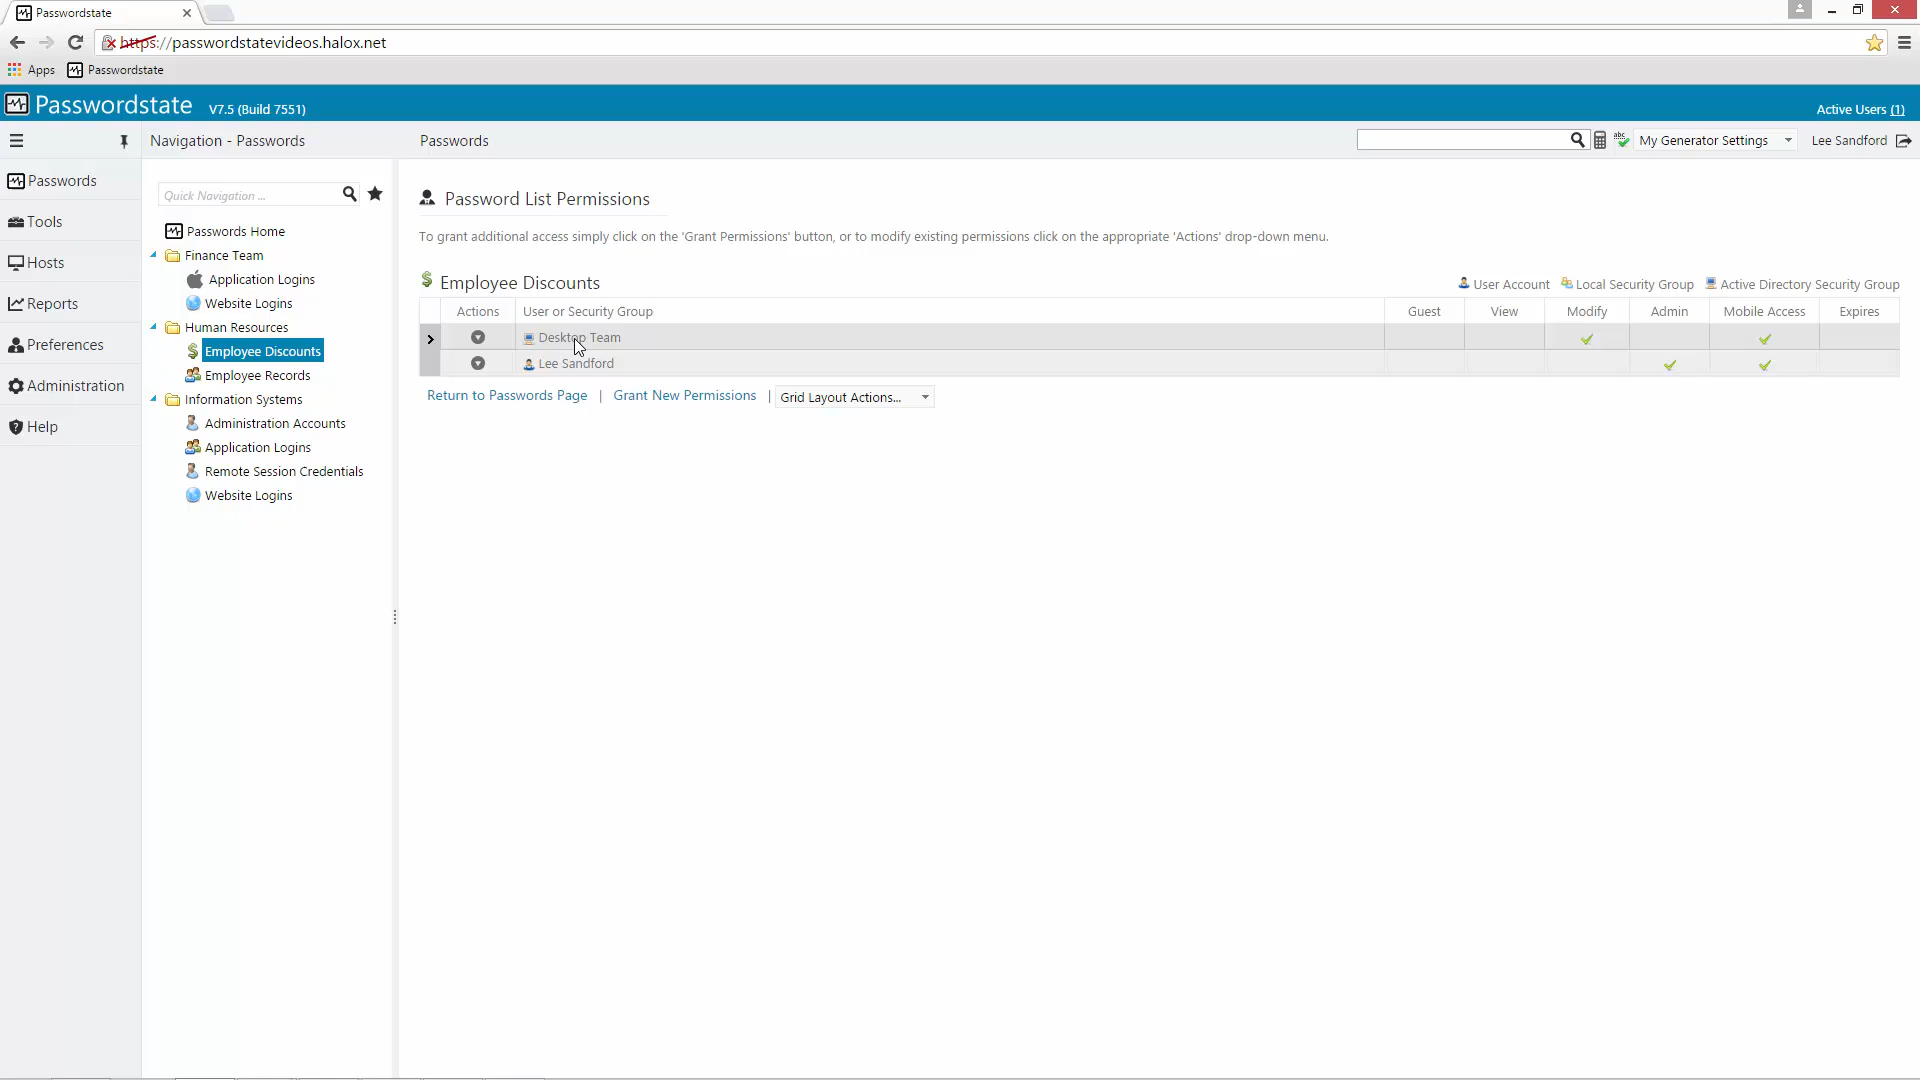 Passwordstate
https://passwordstatevideos.halox.net
Apps Passwordstate
Passwordstate V7.5 (Build 7551) Active Users (1)
Navigation - Passwords Passwords abc My Generator Settings Lee Sandford
Passwords
Tools
Hosts
Reports
Preferences
Administration
Help
Quick Navigation ...
Passwords Home
Finance Team
Application Logins
Website Logins
Human Resources
Employee Discounts
Employee Records
Information Systems
Administration Accounts
Application Logins
Remote Session Credentials
Website Logins
Password List Permissions
To grant additional access simply click on the 'Grant Permissions' button, or to modify existing permissions click on the appropriate 'Actions' drop-down menu.
Employee Discounts User Account Local Security Group Active Directory Security Group
Actions User or Security Group Guest View Modify Admin Mobile Access Expires
Desktop Team
Lee Sandford
Return to Passwords Page | Grant New Permissions | Grid Layout Actions...